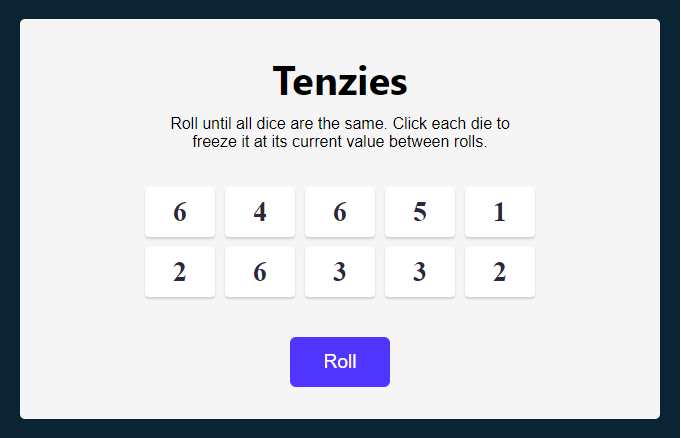 Tenzies
Roll until all dice are the same. Click each die to
freeze it at its current value between rolls.
6 4 6 5 1
2 6 3 3 2
Roll